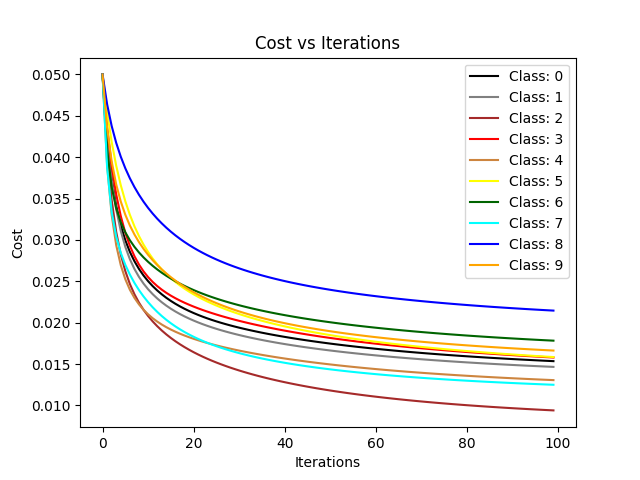 Cost vs Iterations
Class: 0
Class: 1
Class: 2
Class: 3
Class: 4
Class: 5
Class: 6
Class: 7
Class: 8
Class: 9
Cost
0.050
0.045
0.040
0.035
0.030
0.025
0.020
0.015
0.010
0 20 40 60 80 100
Iterations